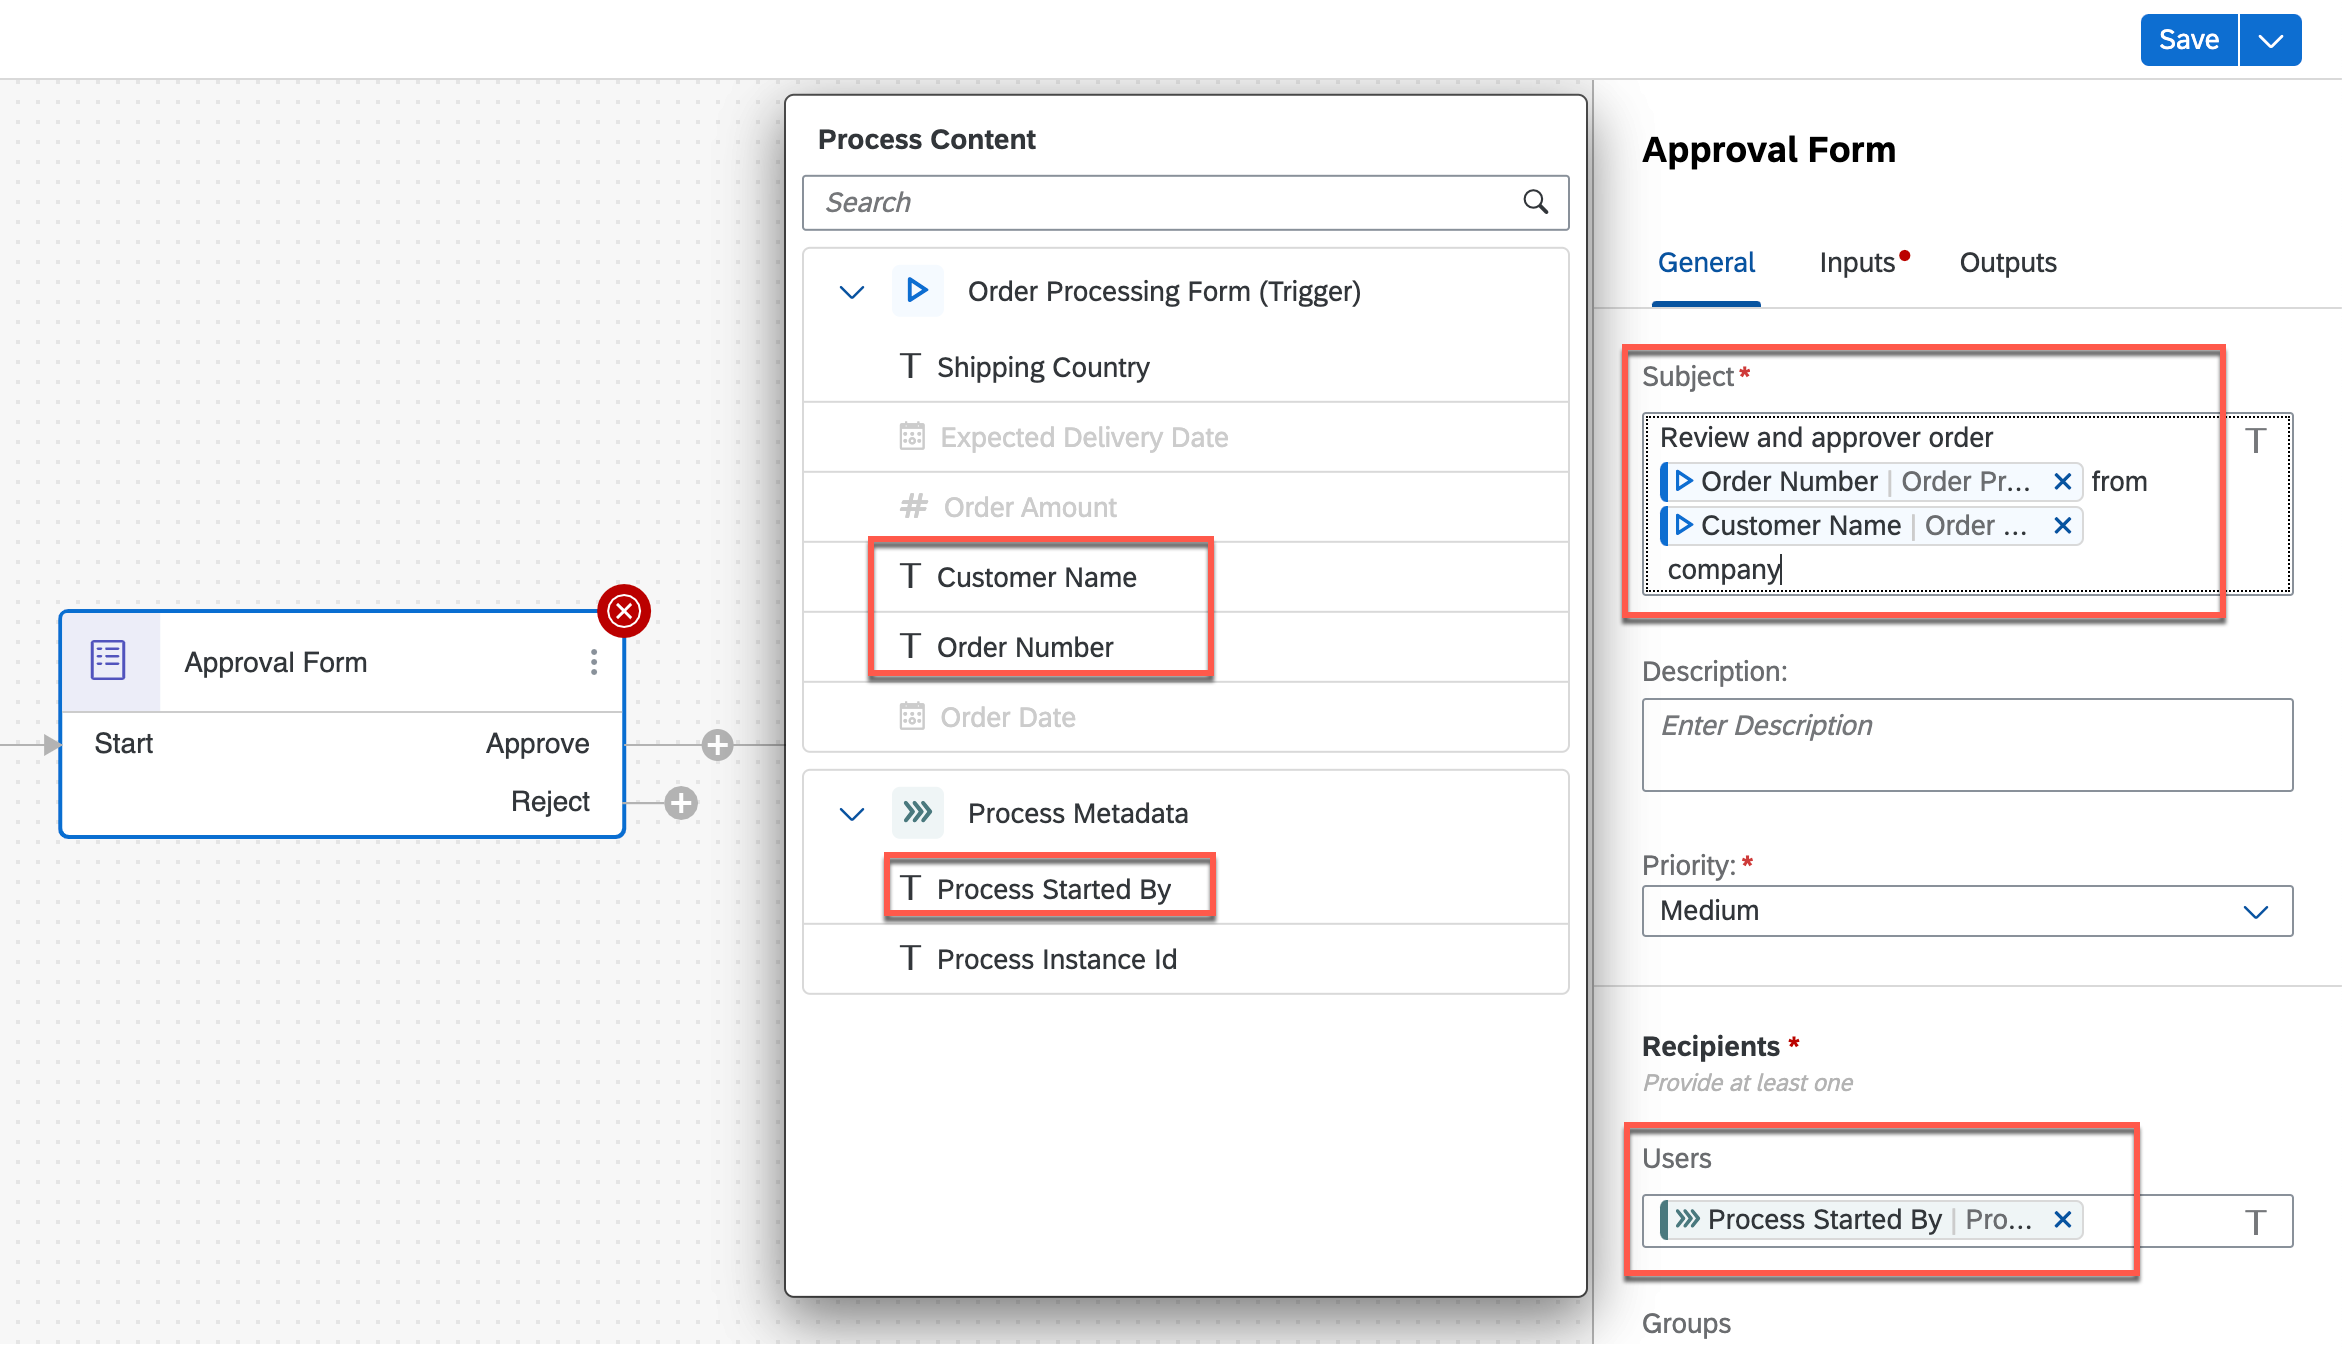 Save
Approval Form
Start
Approve
Reject
Process Content
Search
Order Processing Form (Trigger)
T Shipping Country
Expected Delivery Date
# Order Amount
T Customer Name
T Order Number
Order Date
Process Metadata
T Process Started By
T Process Instance Id
Approval Form
General Inputs Outputs
Subject*
Review and approver order T
Order Number | Order Pr... × from
Customer Name | Order ... ×
company
Description:
Enter Description
Priority: *
Medium
Recipients *
Provide at least one
Users
Process Started By | Pro... × T
Groups